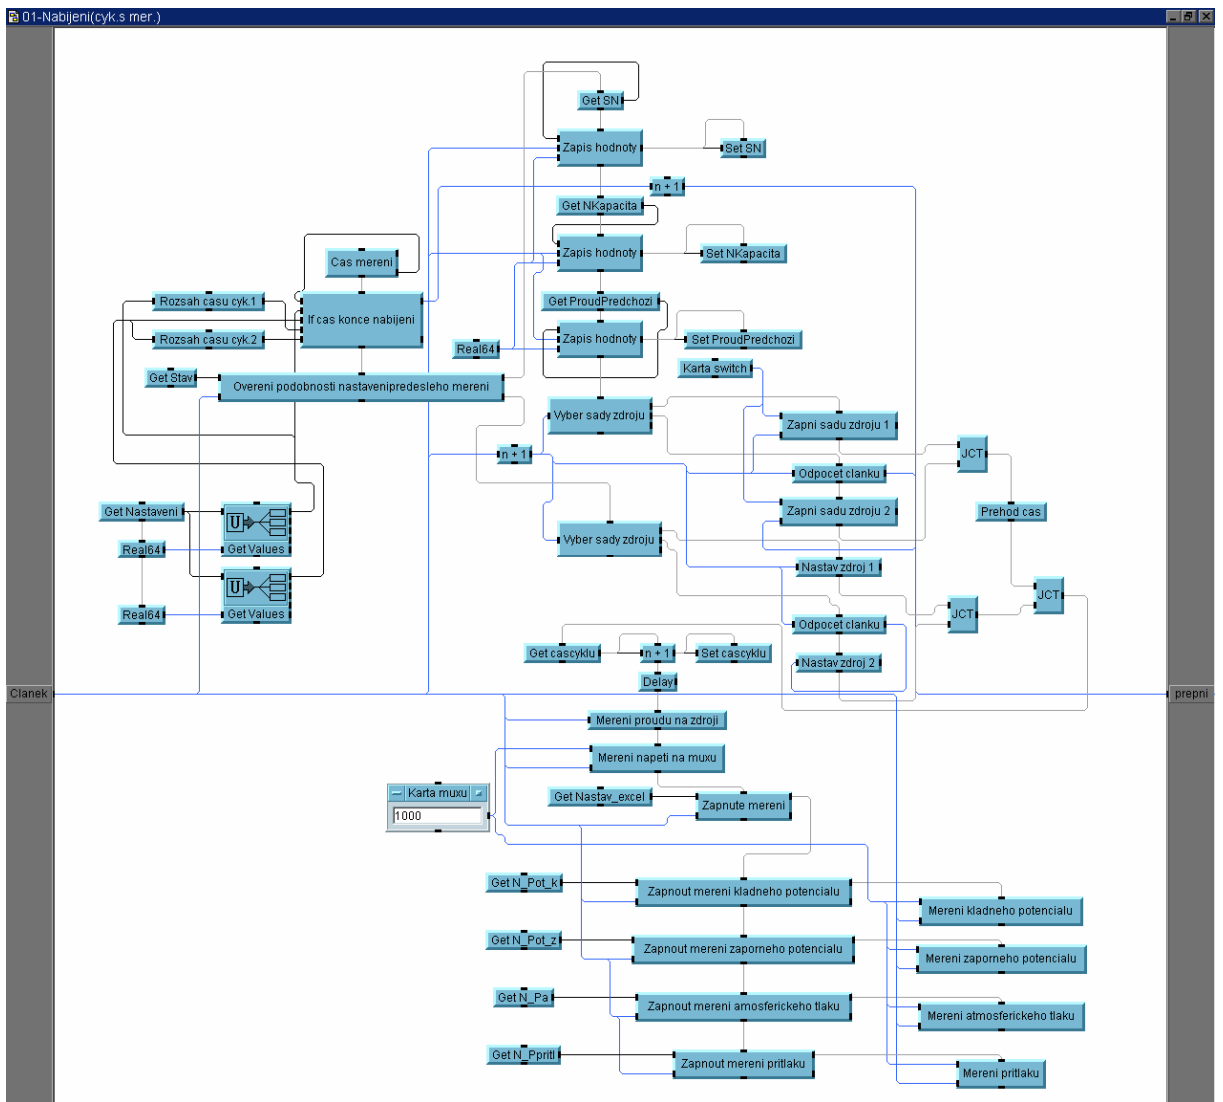 01-Nabijeni(cyk.s mer.)
Get SN
Zapis hodnoty
Set SN
n + 1
Get NKapacita
Zapis hodnoty
Set NKapacita
Cas mereni
Rozsah casu cyk.1
If cas konce nabijeni
Rozsah casu cyk.2
Get ProudPredchozi
Zapis hodnoty
Set ProudPredchozi
Real64
Karta switch
Get Stav
Overeni podobnosti nastavenipredesleho mereni
Vyber sady zdroju
Zapni sadu zdroju 1
n + 1
JCT
Odpocet clanku
Get Nastaveni
U
Zapni sadu zdroju 2
Prehod cas
Real64
Get Values
Vyber sady zdroju
Nastav zdroj 1
U
JCT
Real64
Get Values
JCT
Odpocet clanku
Get cascyklu
n + 1
Set cascyklu
Nastav zdroj 2
Delay
Clanek
prepni
Mereni proudu na zdroji
Mereni napeti na muxu
Karta muxu
1000
Get Nastav_excel
Zapnute mereni
Get N_Pot_k
Zapnout mereni kladneho potencialu
Mereni kladneho potencialu
Get N_Pot_z
Zapnout mereni zaporneho potencialu
Mereni zaporneho potencialu
Get N_Pa
Zapnout mereni amosferickeho tlaku
Mereni atmosferickeho tlaku
Get N_Ppritl
Zapnout mereni pritlaku
Mereni pritlaku